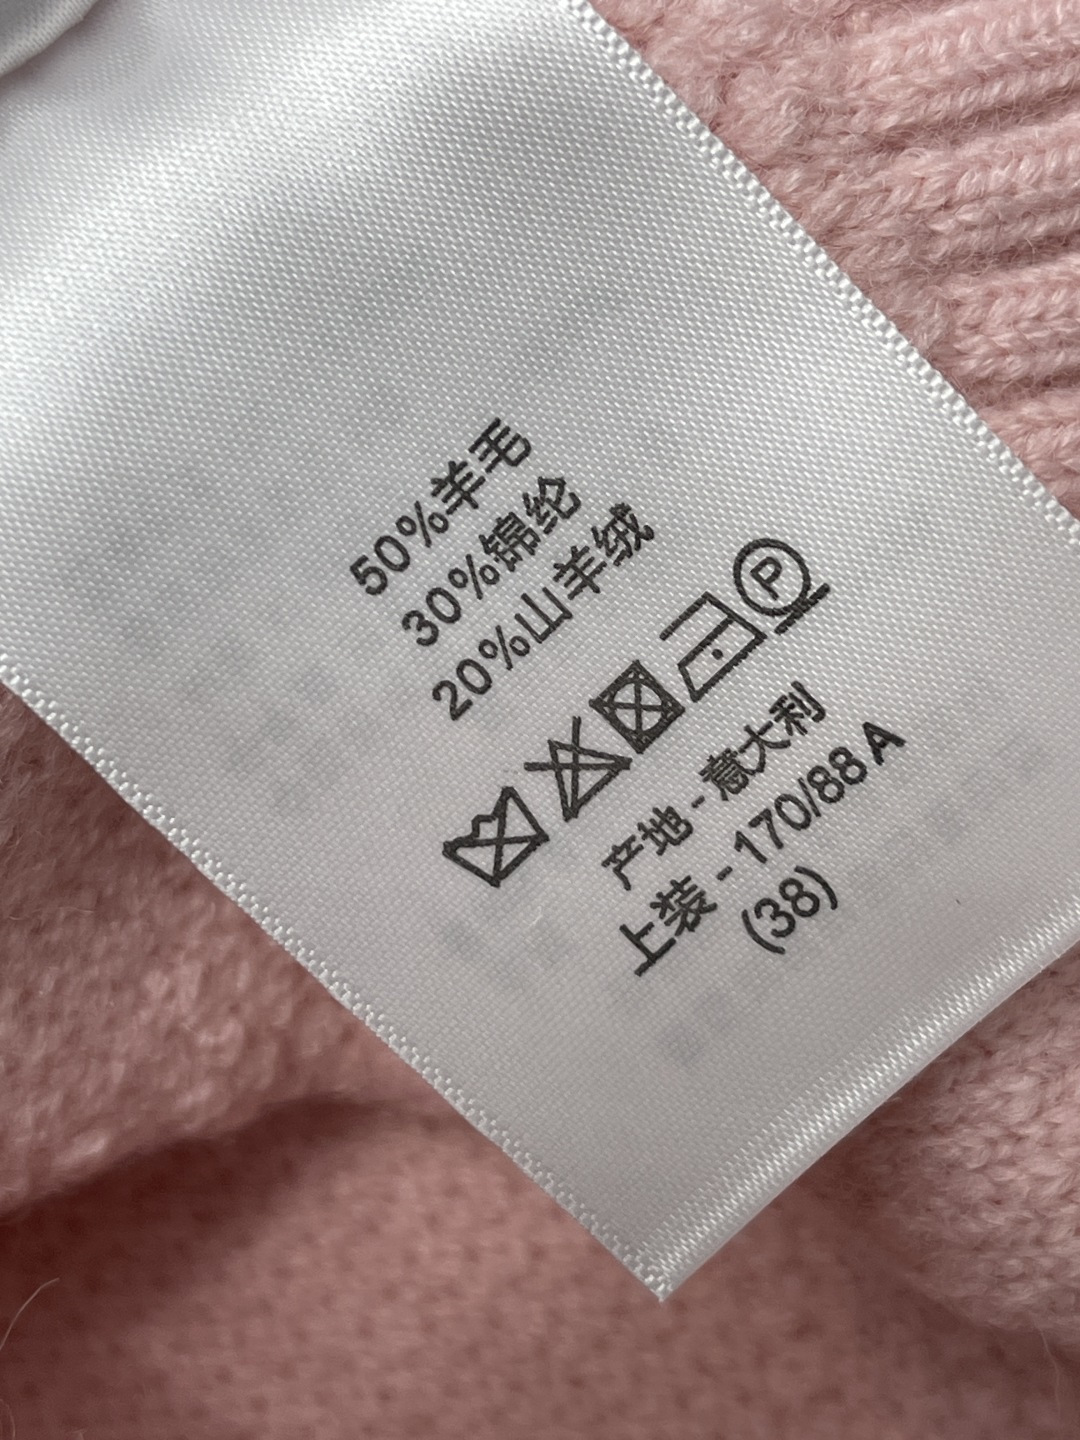 50%羊毛
30%锦纶
20%山羊绒
P
产地 - 意大利
上装 - 170/88 A
(38)